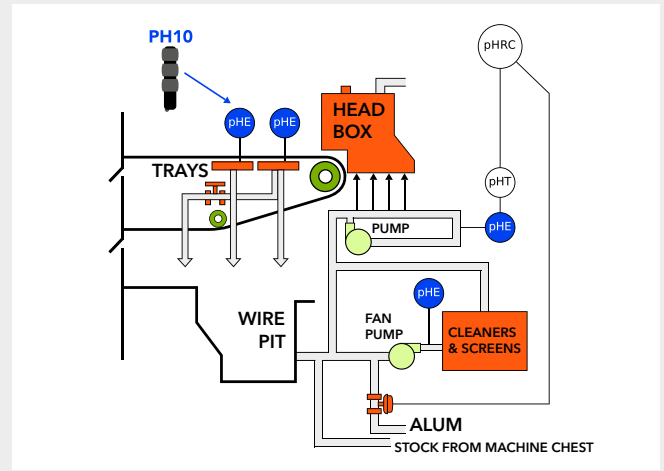 PH10
pHRC
pHE
pHE
HEAD
BOX
TRAYS
pHT
PUMP
pHE
pHE
WIRE
PIT
FAN
PUMP
CLEANERS
& SCREENS
ALUM
STOCK FROM MACHINE CHEST